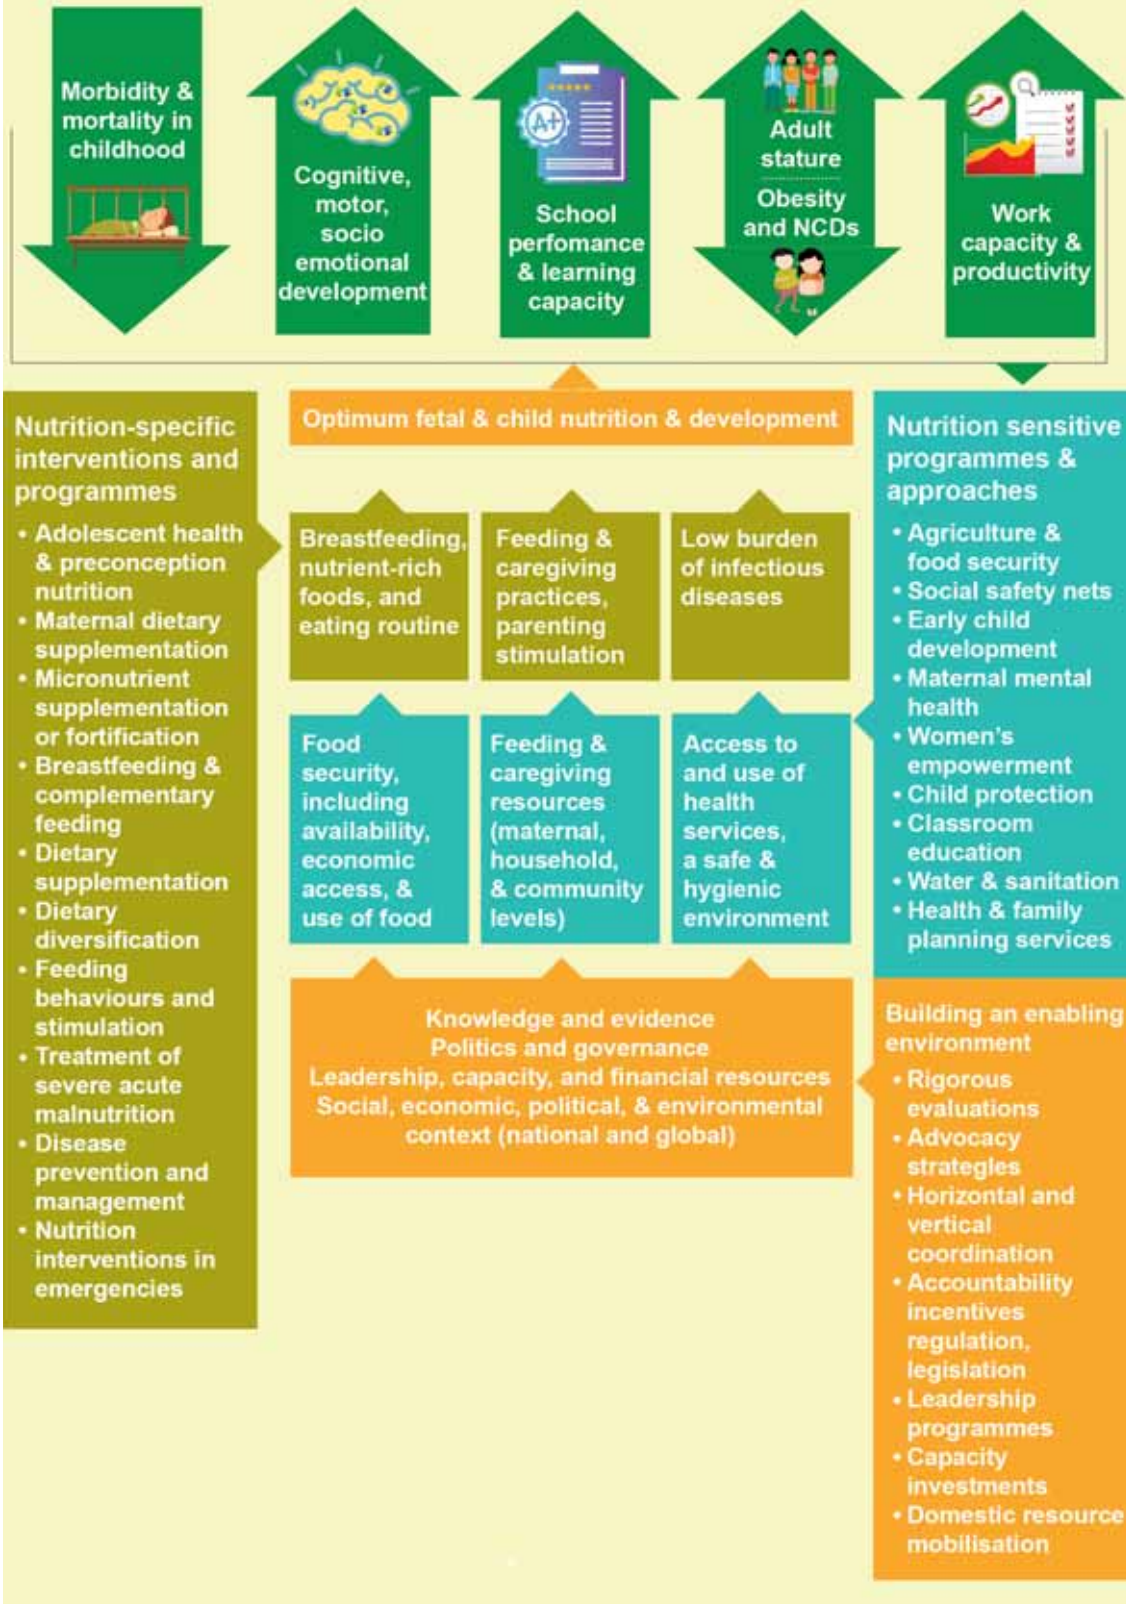 Morbidity &
mortality in
childhood
Cognitive,
motor,
socio
emotional
development
A+
School
perfomance
& learning
capacity
Adult
stature
Obesity
and NCDs
Work
capacity &
productivity
Nutrition-specific
interventions and
programmes
• Adolescent health
& preconception
nutrition
• Maternal dietary
supplementation
• Micronutrient
supplementation
or fortification
• Breastfeeding &
complementary
feeding
• Dietary
supplementation
• Dietary
diversification
• Feeding
behaviours and
stimulation
• Treatment of
severe acute
malnutrition
• Disease
prevention and
management
• Nutrition
interventions in
emergencies
Optimum fetal & child nutrition & development
Breastfeeding,
nutrient-rich
foods, and
eating routine
Feeding &
caregiving
practices,
parenting
stimulation
Low burden
of infectious
diseases
Food
security,
including
availability,
economic
access, &
use of food
Feeding &
caregiving
resources
(maternal,
household,
& community
levels)
Access to
and use of
health
services,
a safe &
hygienic
environment
Knowledge and evidence
Politics and governance
Leadership, capacity, and financial resources
Social, economic, political, & environmental
context (national and global)
Nutrition sensitive
programmes &
approaches
• Agriculture &
food security
• Social safety nets
• Early child
development
• Maternal mental
health
• Women's
empowerment
• Child protection
• Classroom
education
• Water & sanitation
• Health & family
planning services
Building an enabling
environment
• Rigorous
evaluations
• Advocacy
strategles
• Horizontal and
vertical
coordination
• Accountability
incentives
regulation,
legislation
• Leadership
programmes
• Capacity
investments
• Domestic resource
mobilisation